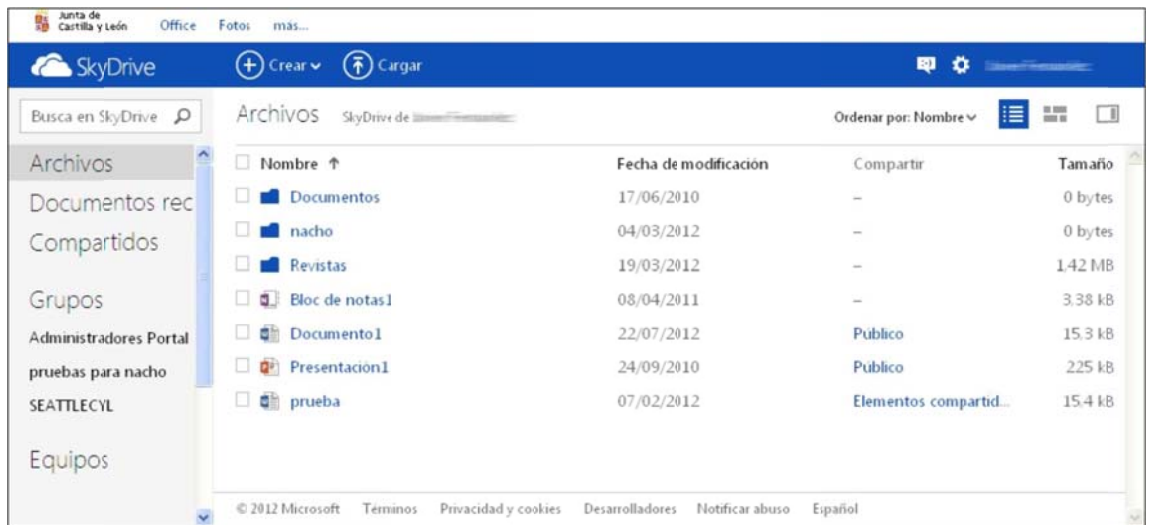 Junta de
Castilla y León Office Fotos más...
SkyDrive Crear Cargar
Busca en SkyDrive Archivos SkyDrive de Ordenar por: Nombre
Archivos
Documentos rec
Compartidos
Grupos
Administradores Portal
pruebas para nacho
SEATTLECYL
Equipos
Nombre Fecha de modificación Compartir Tamaño
Documentos 17/06/2010 – 0 bytes
nacho 04/03/2012 – 0 bytes
Revistas 19/03/2012 – 1,42 MB
Bloc de notas1 08/04/2011 – 3,38 kB
Documento1 22/07/2012 Público 15,3 kB
Presentación1 24/09/2010 Público 225 kB
prueba 07/02/2012 Elementos compartid... 15,4 kB
© 2012 Microsoft Términos Privacidad y cookies Desarrolladores Notificar abuso Español